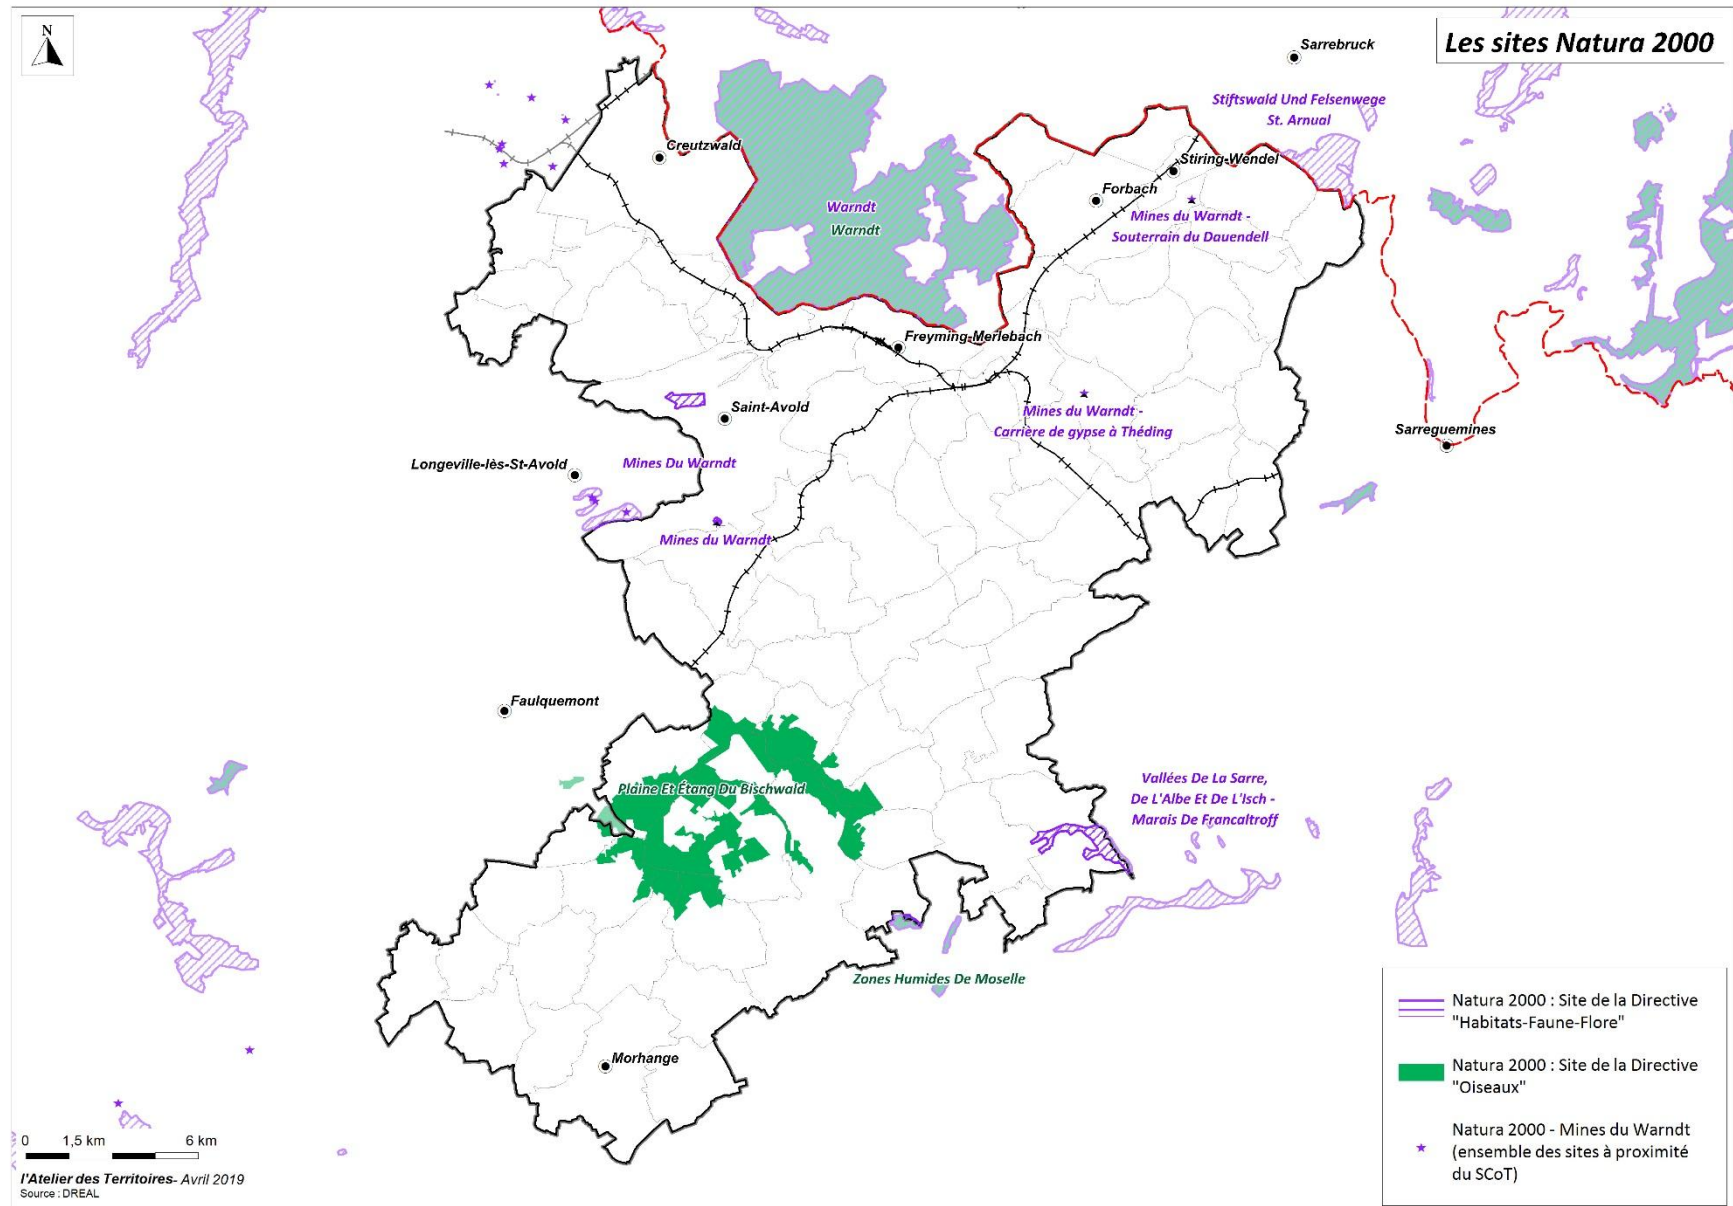 N
Les sites Natura 2000
Sarrebruck
Stiftswald Und Felsenwege
St. Arnual
Creutzwald
Stiring-Wendel
Forbach
Warndt
Warndt
Mines du Warndt -
Souterrain du Dauendell
Freyming-Merlebach
Saint-Avold
Mines du Warndt -
Carrière de gypse à Théding
Sarreguemines
Longeville-lès-St-Avold
Mines Du Warndt
Mines du Warndt
Faulquemont
Plaine Et Étang Du Bischwald
Vallées De La Sarre,
De L'Albe Et De L'Isch -
Marais De Francaltroff
Zones Humides De Moselle
Morhange
Natura 2000 : Site de la Directive
"Habitats-Faune-Flore"
Natura 2000 : Site de la Directive
"Oiseaux"
Natura 2000 - Mines du Warndt
(ensemble des sites à proximité
du SCoT)
0 1,5 km 6 km
l'Atelier des Territoires- Avril 2019
Source : DREAL